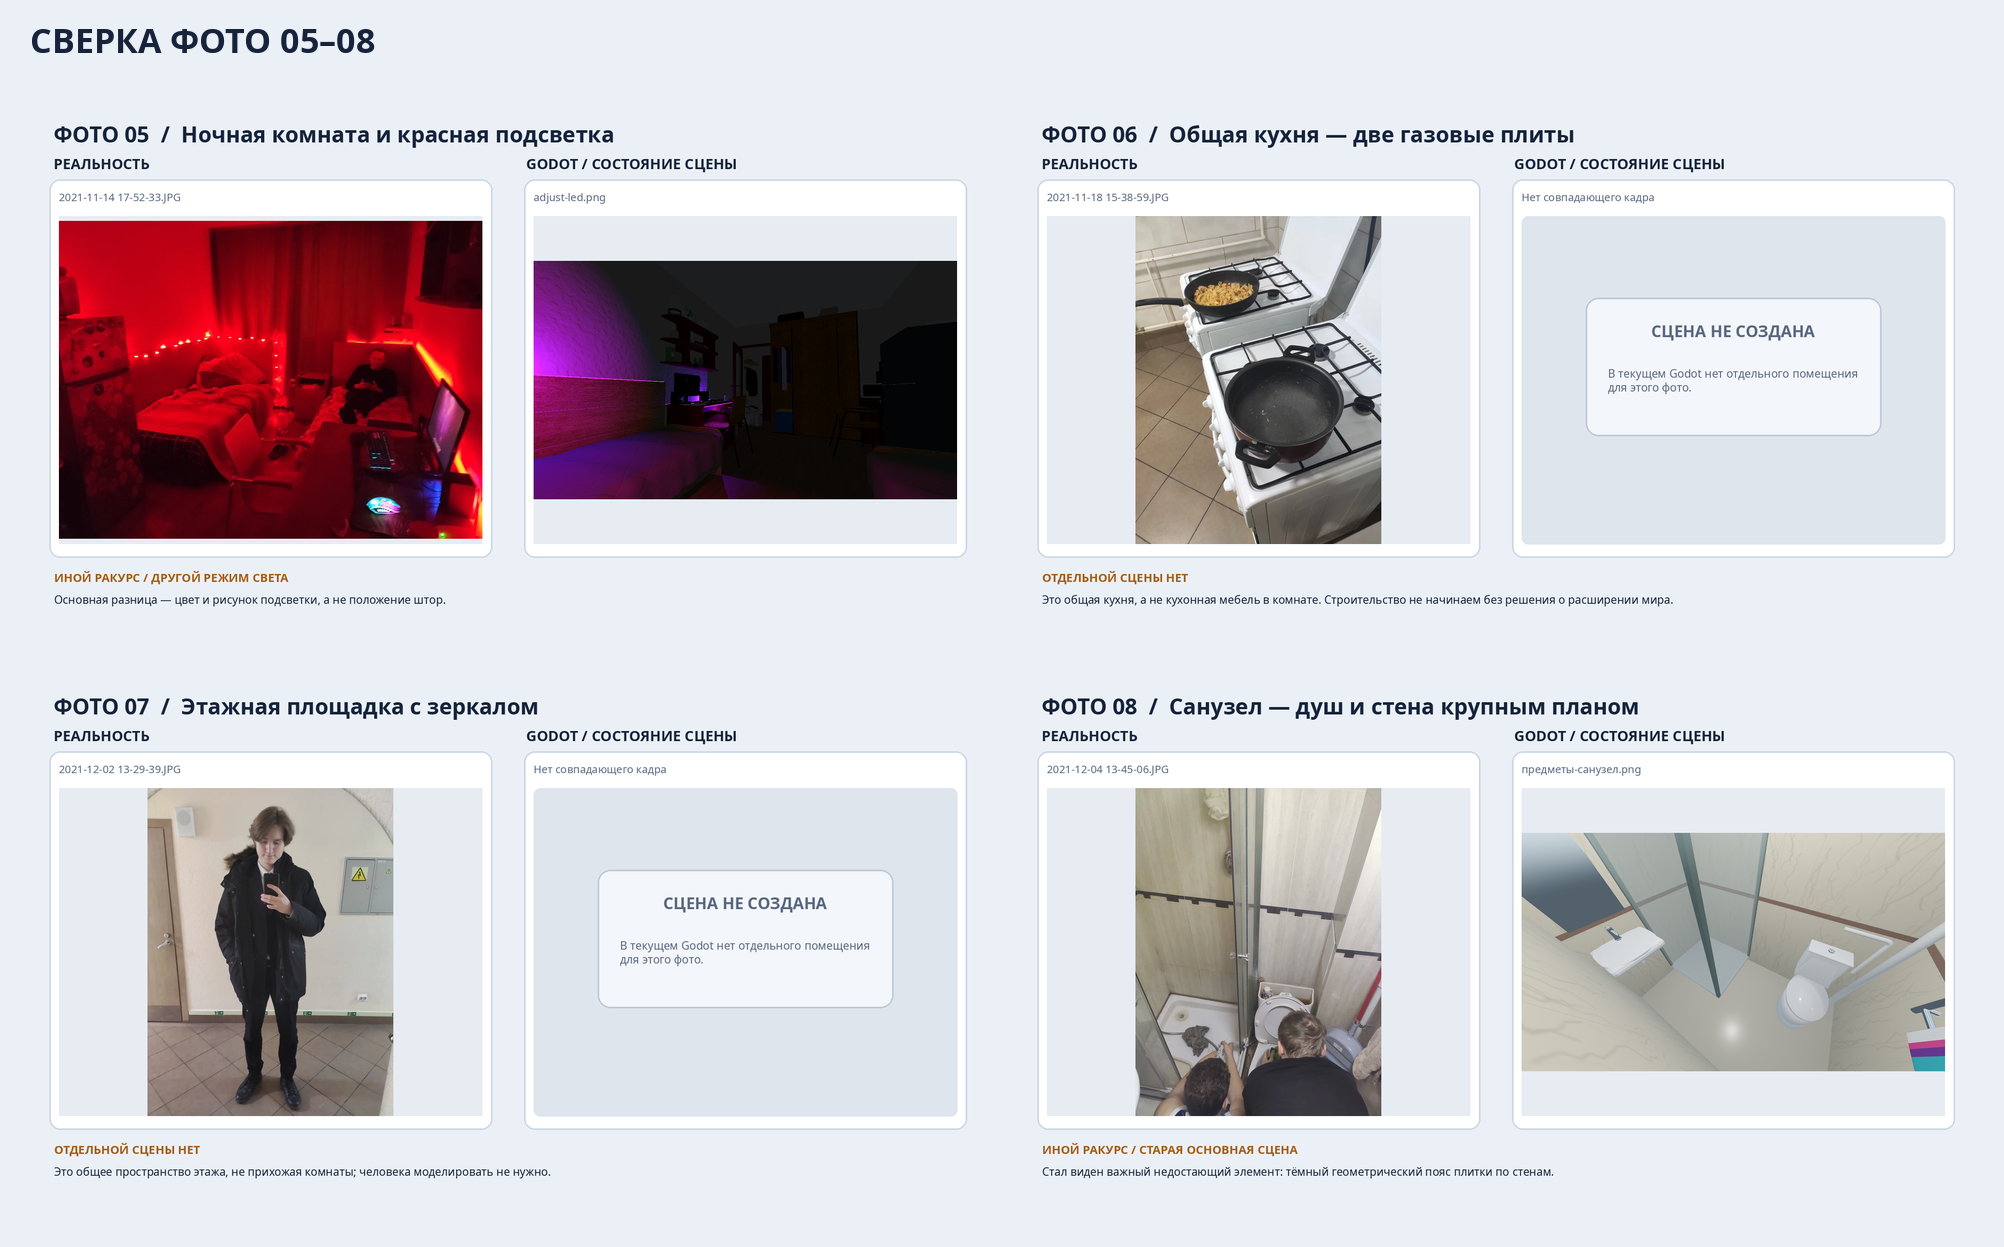 СВЕРКА ФОТО 05–08
ФОТО 05 / Ночная комната и красная подсветка
РЕАЛЬНОСТЬ
GODOT / СОСТОЯНИЕ СЦЕНЫ
2021-11-14 17-52-33.JPG
adjust-led.png
ИНОЙ РАКУРС / ДРУГОЙ РЕЖИМ СВЕТА
Основная разница — цвет и рисунок подсветки, а не положение штор.
ФОТО 06 / Общая кухня — две газовые плиты
РЕАЛЬНОСТЬ
GODOT / СОСТОЯНИЕ СЦЕНЫ
2021-11-18 15-38-59.JPG
Нет совпадающего кадра
СЦЕНА НЕ СОЗДАНА
В текущем Godot нет отдельного помещения
для этого фото.
ОТДЕЛЬНОЙ СЦЕНЫ НЕТ
Это общая кухня, а не кухонная мебель в комнате. Строительство не начинаем без решения о расширении мира.
ФОТО 07 / Этажная площадка с зеркалом
РЕАЛЬНОСТЬ
GODOT / СОСТОЯНИЕ СЦЕНЫ
2021-12-02 13-29-39.JPG
Нет совпадающего кадра
СЦЕНА НЕ СОЗДАНА
В текущем Godot нет отдельного помещения
для этого фото.
ОТДЕЛЬНОЙ СЦЕНЫ НЕТ
Это общее пространство этажа, не прихожая комнаты; человека моделировать не нужно.
ФОТО 08 / Санузел — душ и стена крупным планом
РЕАЛЬНОСТЬ
GODOT / СОСТОЯНИЕ СЦЕНЫ
2021-12-04 13-45-06.JPG
предметы-санузел.png
ИНОЙ РАКУРС / СТАРАЯ ОСНОВНАЯ СЦЕНА
Стал виден важный недостающий элемент: тёмный геометрический пояс плитки по стенам.